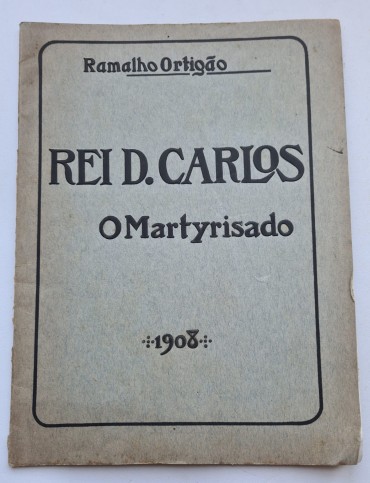 Ramalho Ortigão
REI D. CARLOS
O Martyrisado
1908